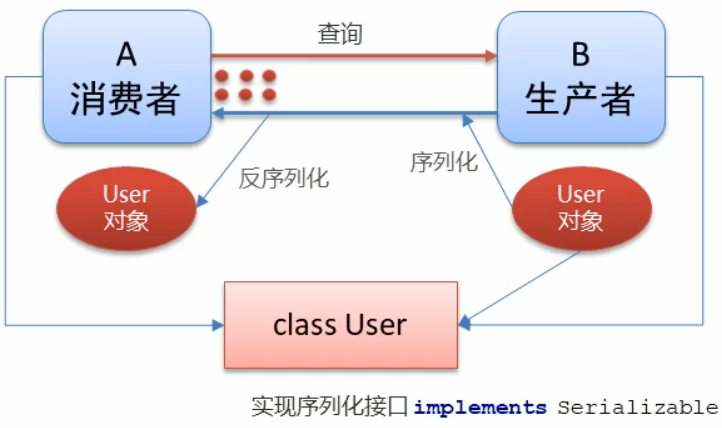 查询
A
消费者
B
生产者
反序列化
序列化
User
对象
User
对象
class User
实现序列化接口 implements Serializable